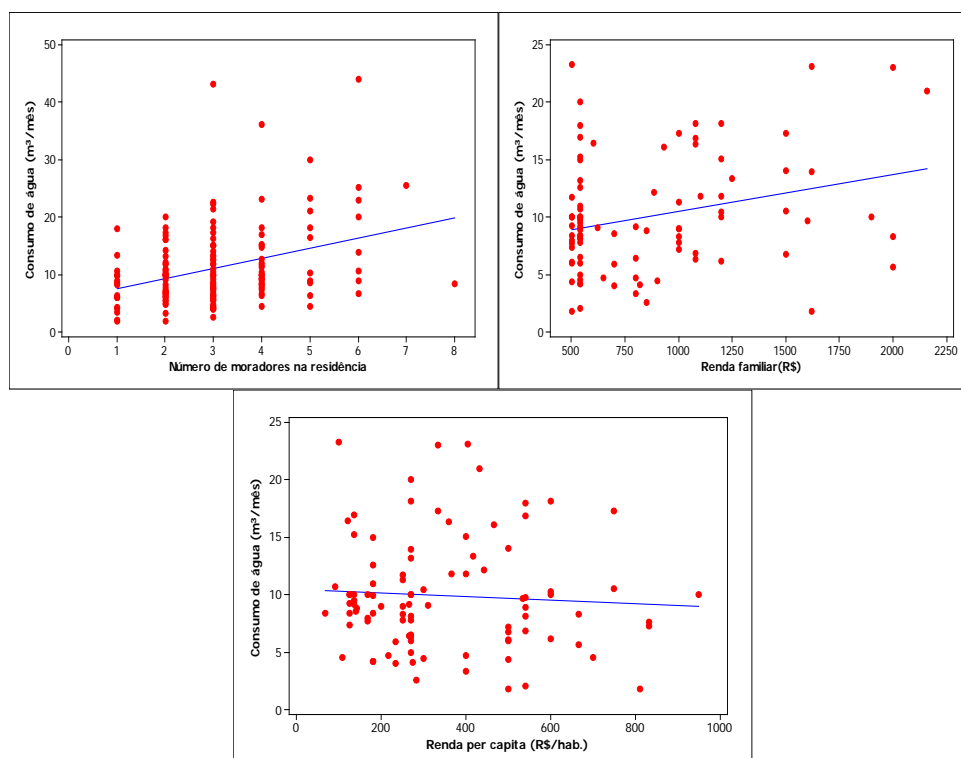 Consumo de água (m³/mês)
50
40
30
20
10
0
0 1 2 3 4 5 6 7 8
Número de moradores na residência
Consumo de água (m³/mês)
25
20
15
10
5
0
500 750 1000 1250 1500 1750 2000 2250
Renda familiar(R$)
Consumo de água (m³/mês)
25
20
15
10
5
0
0 200 400 600 800 1000
Renda per capita (R$/hab.)